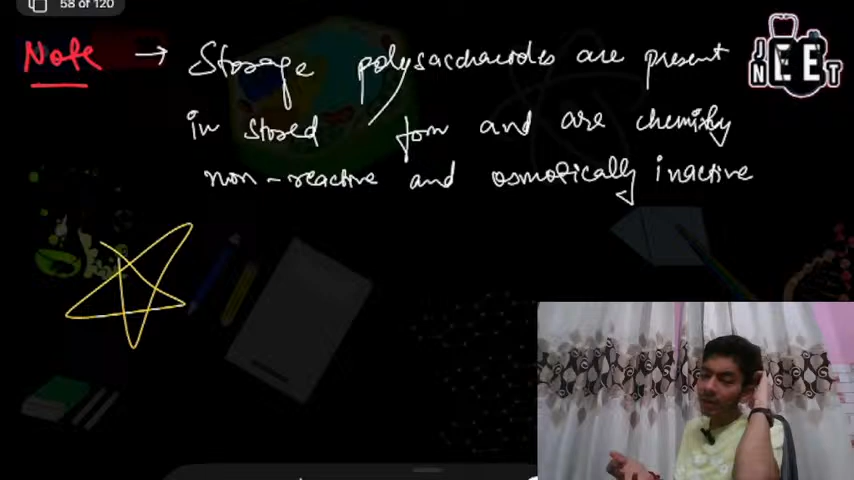 58 of 120
Note → Storage polysaccharides are present
in stored form and are chemistry
non-reactive and osmotically inactive
J NEET